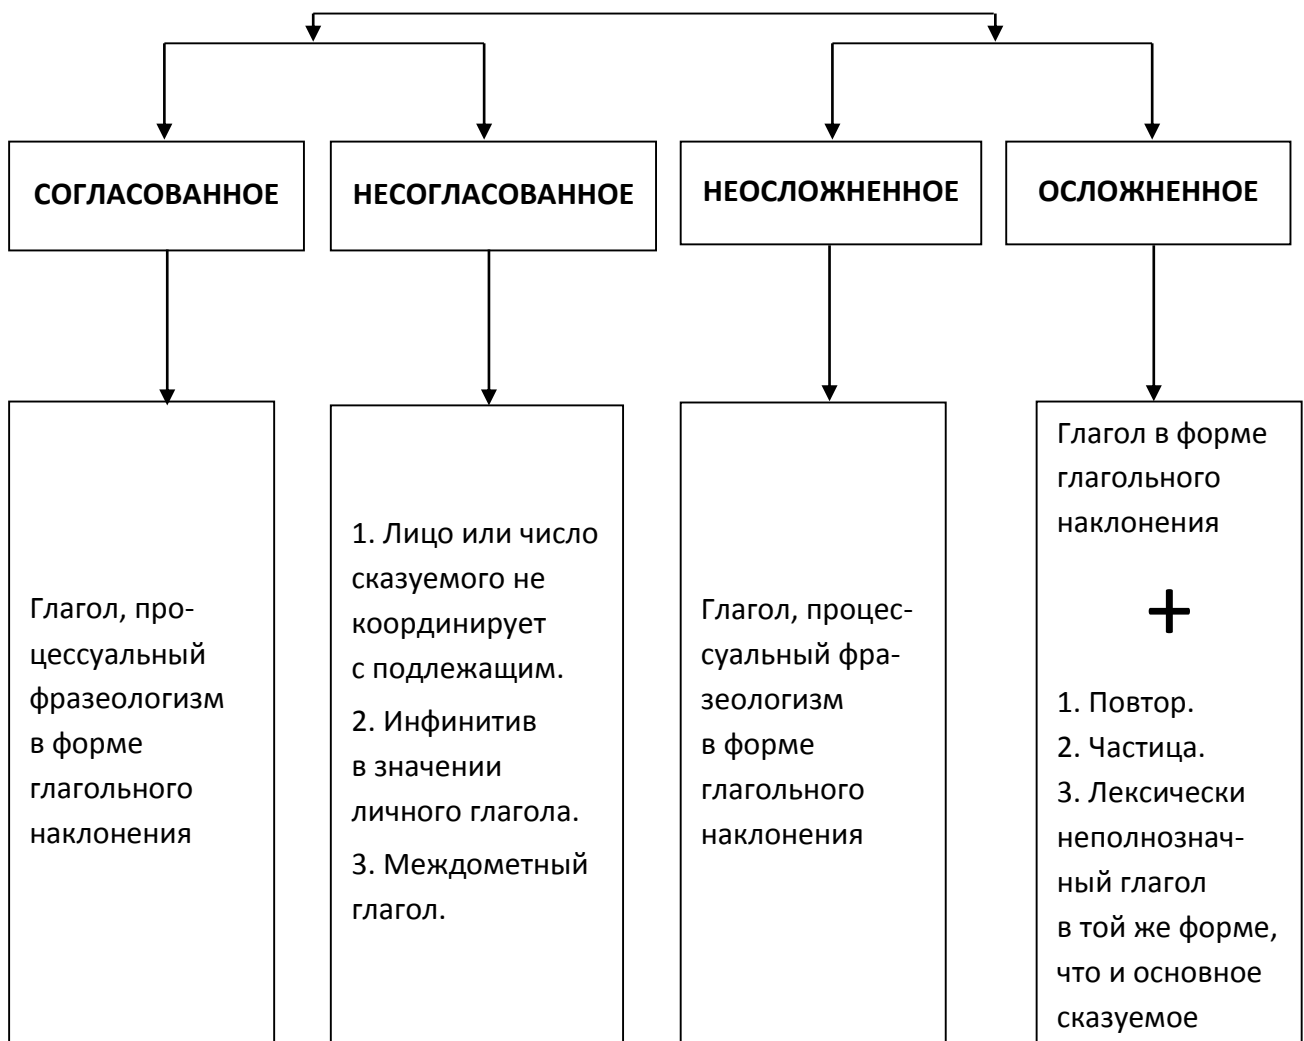 СОГЛАСОВАННОЕ
НЕСОГЛАСОВАННОЕ
НЕОСЛОЖНЕННОЕ
ОСЛОЖНЕННОЕ
Глагол, про-
цессуальный
фразеологизм
в форме
глагольного
наклонения
1. Лицо или число
сказуемого не
координирует
с подлежащим.
2. Инфинитив
в значении
личного глагола.
3. Междометный
глагол.
Глагол, процес-
суальный фра-
зеологизм
в форме
глагольного
наклонения
Глагол в форме
глагольного
наклонения
+
1. Повтор.
2. Частица.
3. Лексически
неполнознач-
ный глагол
в той же форме,
что и основное
сказуемое